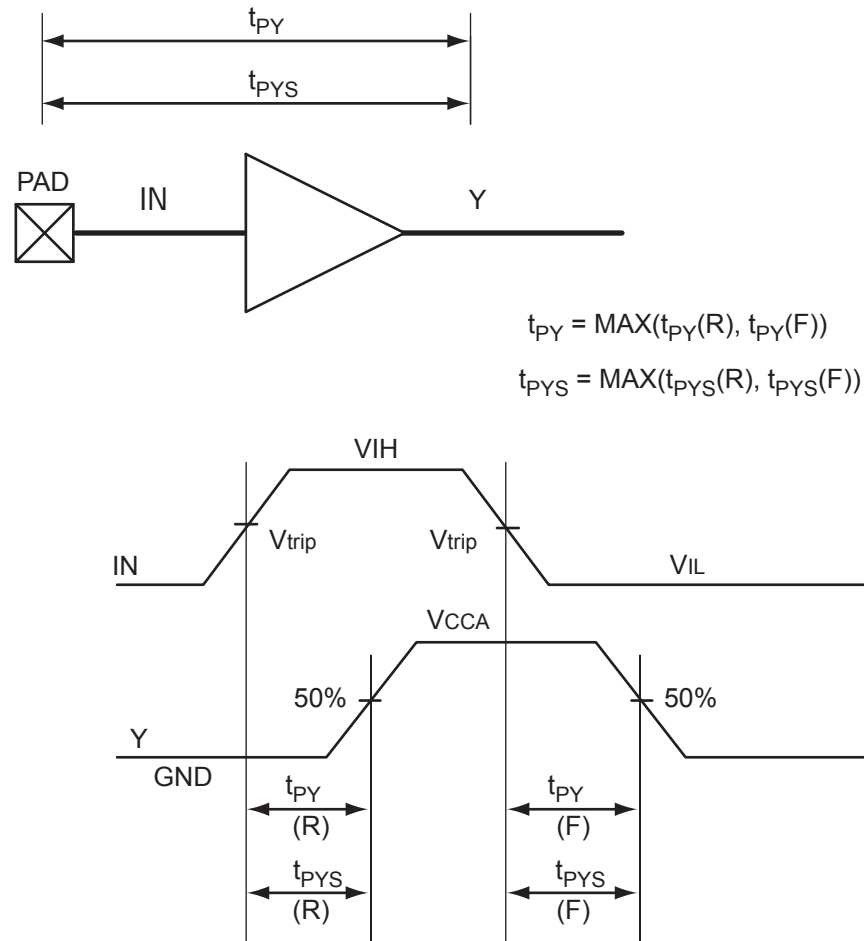 tPY
tPYS
PAD
IN
Y
tPY = MAX(tPY(R), tPY(F))
tPYS = MAX(tPYS(R), tPYS(F))
VIH
Vtrip
Vtrip
IN
VIL
VCCA
50%
50%
Y
GND
tPY
(R)
tPY
(F)
tPYS
(R)
tPYS
(F)